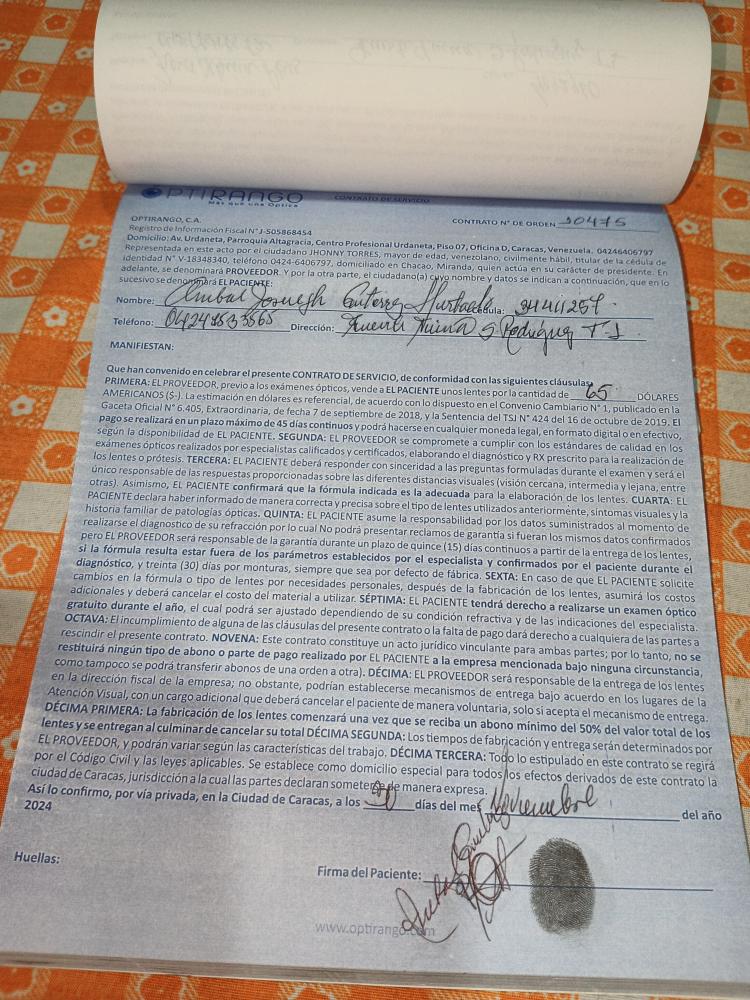 OPTIRANGO
Más que una Óptica
CONTRATO DE SERVICIO
OPTIRANGO, C.A.
CONTRATO N° DE ORDEN 30475
Registro de Información Fiscal N°J-505868454
Domicilio: Av. Urdaneta, Parroquia Altagracia, Centro Profesional Urdaneta, Piso 07, Oficina D, Caracas, Venezuela. 04246406797
Representada en este acto por el ciudadano JHONNY TORRES, mayor de edad, venezolano, civilmente hábil, titular de la cédula de
identidad N° V-18348340, teléfono 0424-6406797, domiciliado en Chacao, Miranda, quien actúa en su carácter de presidente. En
adelante, se denominará PROVEEDOR. Y por la otra parte, el ciudadano(a) cuyo nombre y datos se indican a continuación, que en lo
sucesivo se denominará EL PACIENTE:
Nombre: Hurtado Cédula:
Teléfono: Dirección: Rodríguez
MANIFIESTAN:
Que han convenido en celebrar el presente CONTRATO DE SERVICIO, de conformidad con las siguientes cláusulas:
PRIMERA: EL PROVEEDOR, previo a los exámenes ópticos, vende a EL PACIENTE unos lentes por la cantidad de 65 DÓLARES
AMERICANOS ($-). La estimación en dólares es referencial, de acuerdo con lo dispuesto en el Convenio Cambiario N° 1, publicado en la
Gaceta Oficial N° 6.405, Extraordinaria, de fecha 7 de septiembre de 2018, y la Sentencia del TSJ N° 424 del 16 de octubre de 2019. El
pago se realizará en un plazo máximo de 45 días continuos y podrá hacerse en cualquier moneda legal, en formato digital o en efectivo,
según la disponibilidad de EL PACIENTE. SEGUNDA: EL PROVEEDOR se compromete a cumplir con los estándares de calidad en los
exámenes ópticos realizados por especialistas calificados y certificados, elaborando el diagnóstico y RX prescrito para la realización de
los lentes o prótesis. TERCERA: EL PACIENTE deberá responder con sinceridad a las preguntas formuladas durante el examen y será el
único responsable de las respuestas proporcionadas sobre las diferentes distancias visuales (visión cercana, intermedia y lejana, entre
otras). Asimismo, EL PACIENTE confirmará que la fórmula indicada es la adecuada para la elaboración de los lentes. CUARTA: EL
PACIENTE declara haber informado de manera correcta y precisa sobre el tipo de lentes utilizados anteriormente, síntomas visuales y la
historia familiar de patologías ópticas. QUINTA: EL PACIENTE asume la responsabilidad por los datos suministrados al momento de
realizarse el diagnostico de su refracción por lo cual No podrá presentar reclamos de garantía si fueran los mismos datos confirmados
pero EL PROVEEDOR será responsable de la garantía durante un plazo de quince (15) días continuos a partir de la entrega de los lentes,
si la fórmula resulta estar fuera de los parámetros establecidos por el especialista y confirmados por el paciente durante el
diagnóstico, y treinta (30) días por monturas, siempre que sea por defecto de fábrica. SEXTA: En caso de que EL PACIENTE solicite
cambios en la fórmula o tipo de lentes por necesidades personales, después de la fabricación de los lentes, asumirá los costos
adicionales y deberá cancelar el costo del material a utilizar. SÉPTIMA: EL PACIENTE tendrá derecho a realizarse un examen óptico
gratuito durante el año, el cual podrá ser ajustado dependiendo de su condición refractiva y de las indicaciones del especialista.
OCTAVA: El incumplimiento de alguna de las cláusulas del presente contrato o la falta de pago dará derecho a cualquiera de las partes a
rescindir el presente contrato. NOVENA: Este contrato constituye un acto jurídico vinculante para ambas partes; por lo tanto, no se
restituirá ningún tipo de abono o parte de pago realizado por EL PACIENTE a la empresa mencionada bajo ninguna circunstancia,
como tampoco se podrá transferir abonos de una orden a otra). DÉCIMA: EL PROVEEDOR será responsable de la entrega de los lentes
en la dirección fiscal de la empresa; no obstante, podrían establecerse mecanismos de entrega bajo acuerdo en los lugares de la
Atención Visual, con un cargo adicional que deberá cancelar el paciente de manera voluntaria, solo si acepta el mecanismo de entrega.
DÉCIMA PRIMERA: La fabricación de los lentes comenzará una vez que se reciba un abono mínimo del 50% del valor total de los
lentes y se entregan al culminar de cancelar su total DÉCIMA SEGUNDA: Los tiempos de fabricación y entrega serán determinados por
EL PROVEEDOR, y podrán variar según las características del trabajo. DÉCIMA TERCERA: Todo lo estipulado en este contrato se regirá
por el Código Civil y las leyes aplicables. Se establece como domicilio especial para todos los efectos derivados de este contrato la
ciudad de Caracas, jurisdicción a la cual las partes declaran someterse de manera expresa.
Así lo confirmo, por vía privada, en la Ciudad de Caracas, a los 30 días del mes Noviembre del año
2024
Huellas:
Firma del Paciente:
www.optirango.com